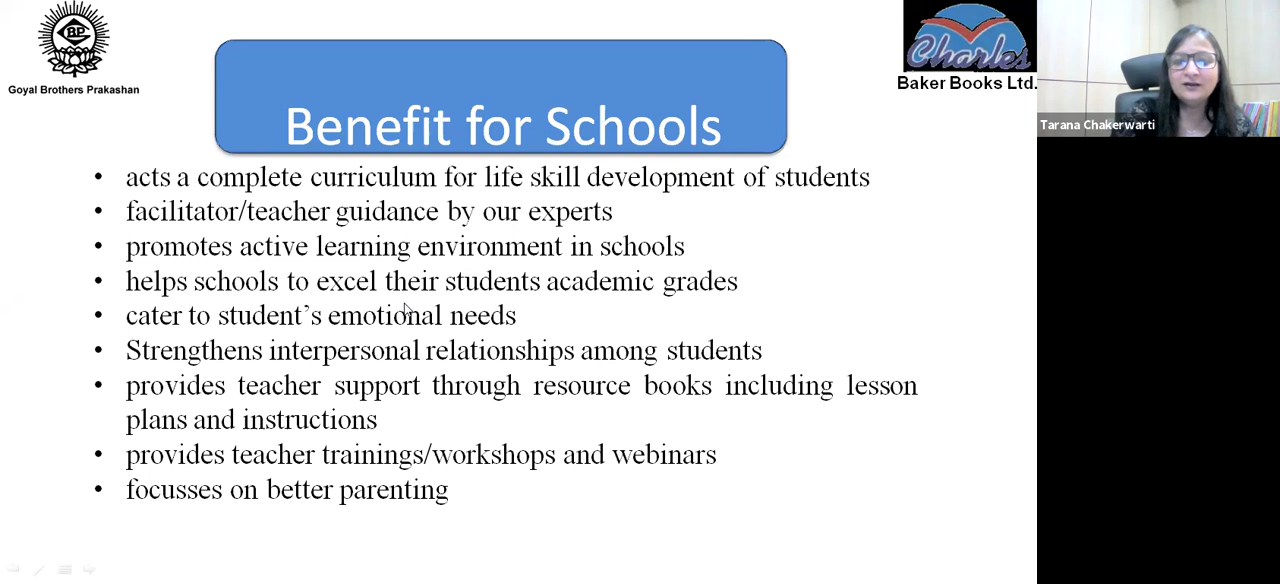 BP
Goyal Brothers Prakashan
Benefit for Schools
Charles
Baker Books Ltd.
Tarana Chakerwarti
• acts a complete curriculum for life skill development of students
• facilitator/teacher guidance by our experts
• promotes active learning environment in schools
• helps schools to excel their students academic grades
• cater to student’s emotional needs
• Strengthens interpersonal relationships among students
• provides teacher support through resource books including lesson
plans and instructions
• provides teacher trainings/workshops and webinars
• focusses on better parenting